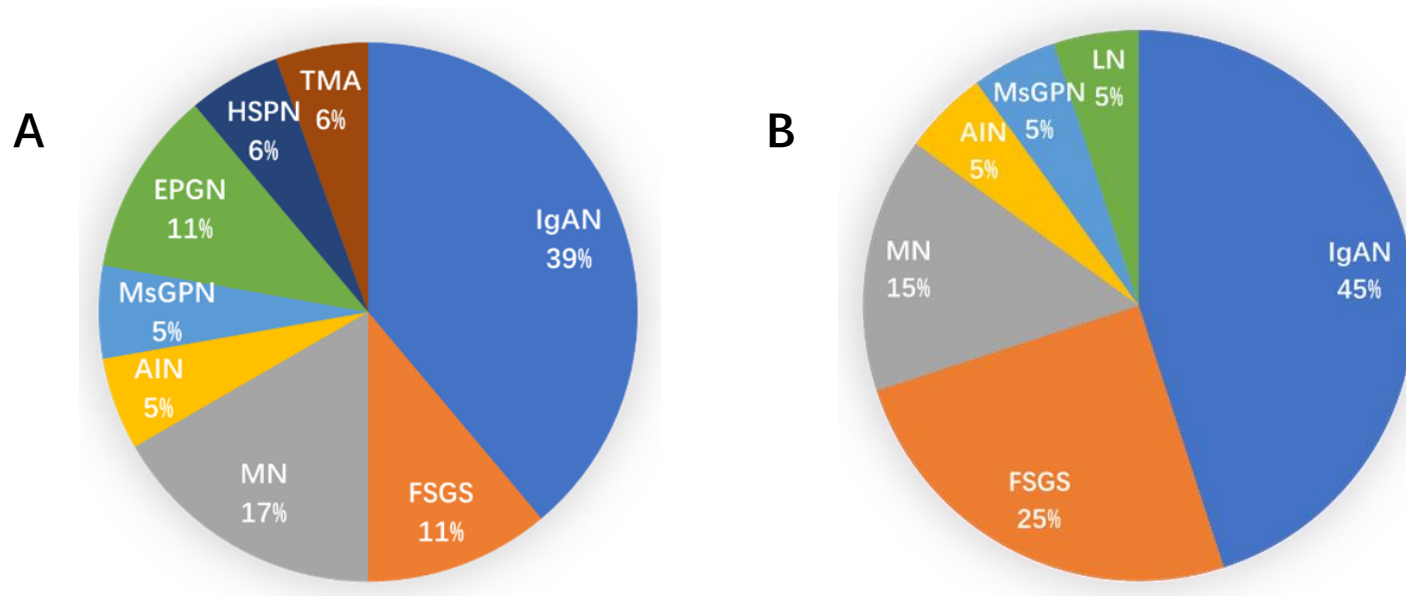 A
TMA
6%
HSPN
6%
EPGN
11%
MsGPN
5%
AIN
5%
MN
17%
FSGS
11%
IgAN
39%
B
LN
5%
MsGPN
5%
AIN
5%
MN
15%
FSGS
25%
IgAN
45%